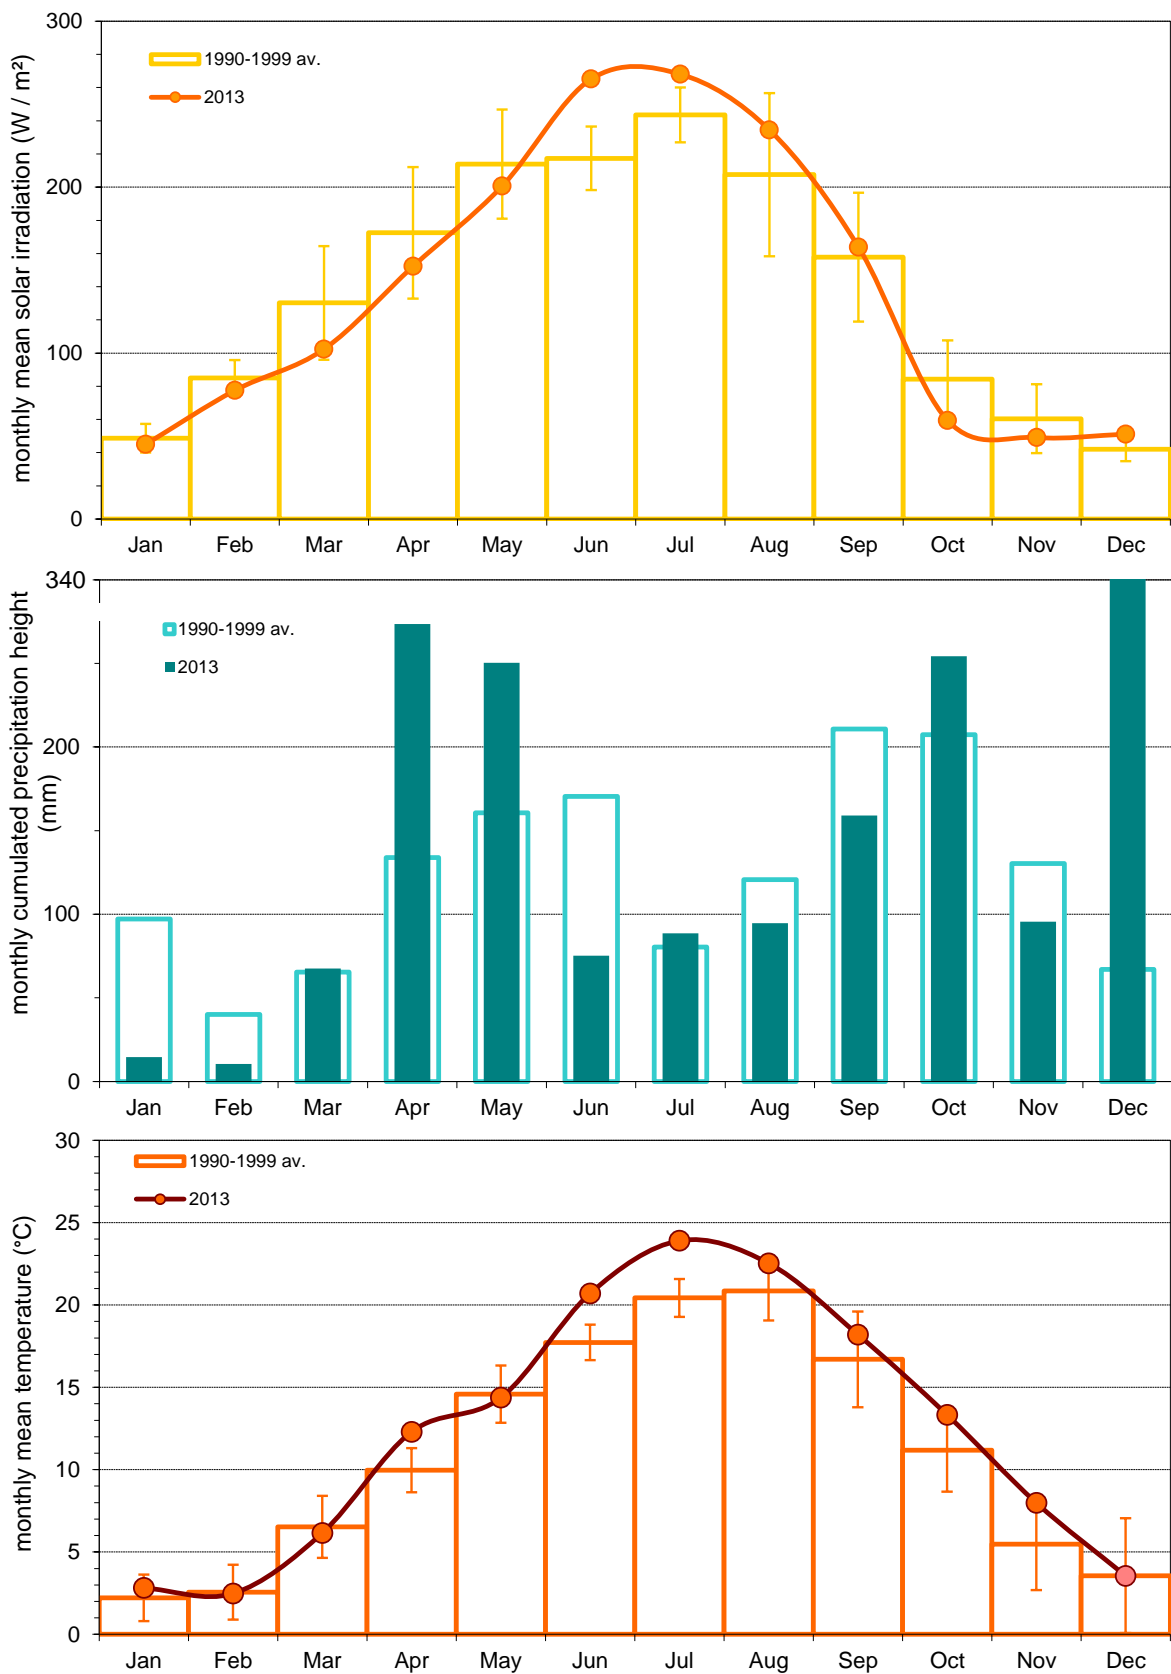 monthly mean solar irradiation (W / m²)
300
200
100
0
1990-1999 av.
2013
Jan Feb Mar Apr May Jun Jul Aug Sep Oct Nov Dec
monthly cumulated precipitation height
(mm)
340
200
100
0
1990-1999 av.
2013
Jan Feb Mar Apr May Jun Jul Aug Sep Oct Nov Dec
monthly mean temperature (°C)
30
25
20
15
10
5
0
1990-1999 av.
2013
Jan Feb Mar Apr May Jun Jul Aug Sep Oct Nov Dec